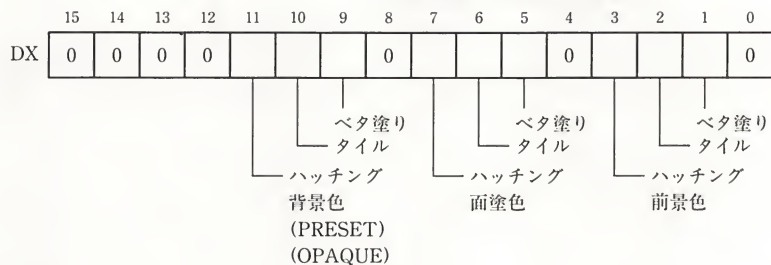 15 14 13 12 11 10 9 8 7 6 5 4 3 2 1 0
DX 0 0 0 0 0 0 0
ベタ塗り ベタ塗り ベタ塗り
タイル タイル タイル
ハッチング ハッチング ハッチング
背景色 面塗色 前景色
(PRESET)
(OPAQUE)